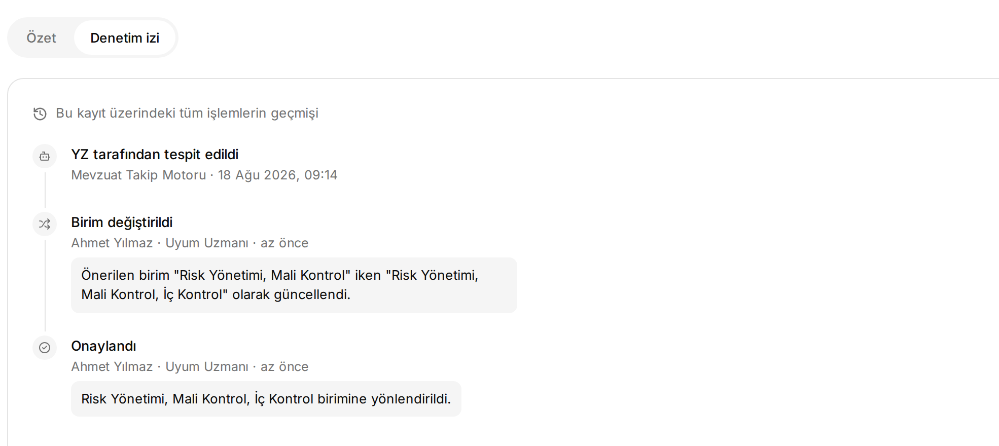 Özet
Denetim izi
Bu kayıt üzerindeki tüm işlemlerin geçmişi
YZ tarafından tespit edildi
Mevzuat Takip Motoru · 18 Ağu 2026, 09:14
Birim değiştirildi
Ahmet Yılmaz · Uyum Uzmanı · az önce
Önerilen birim "Risk Yönetimi, Mali Kontrol" iken "Risk Yönetimi,
Mali Kontrol, İç Kontrol" olarak güncellendi.
Onaylandı
Ahmet Yılmaz · Uyum Uzmanı · az önce
Risk Yönetimi, Mali Kontrol, İç Kontrol birimine yönlendirildi.